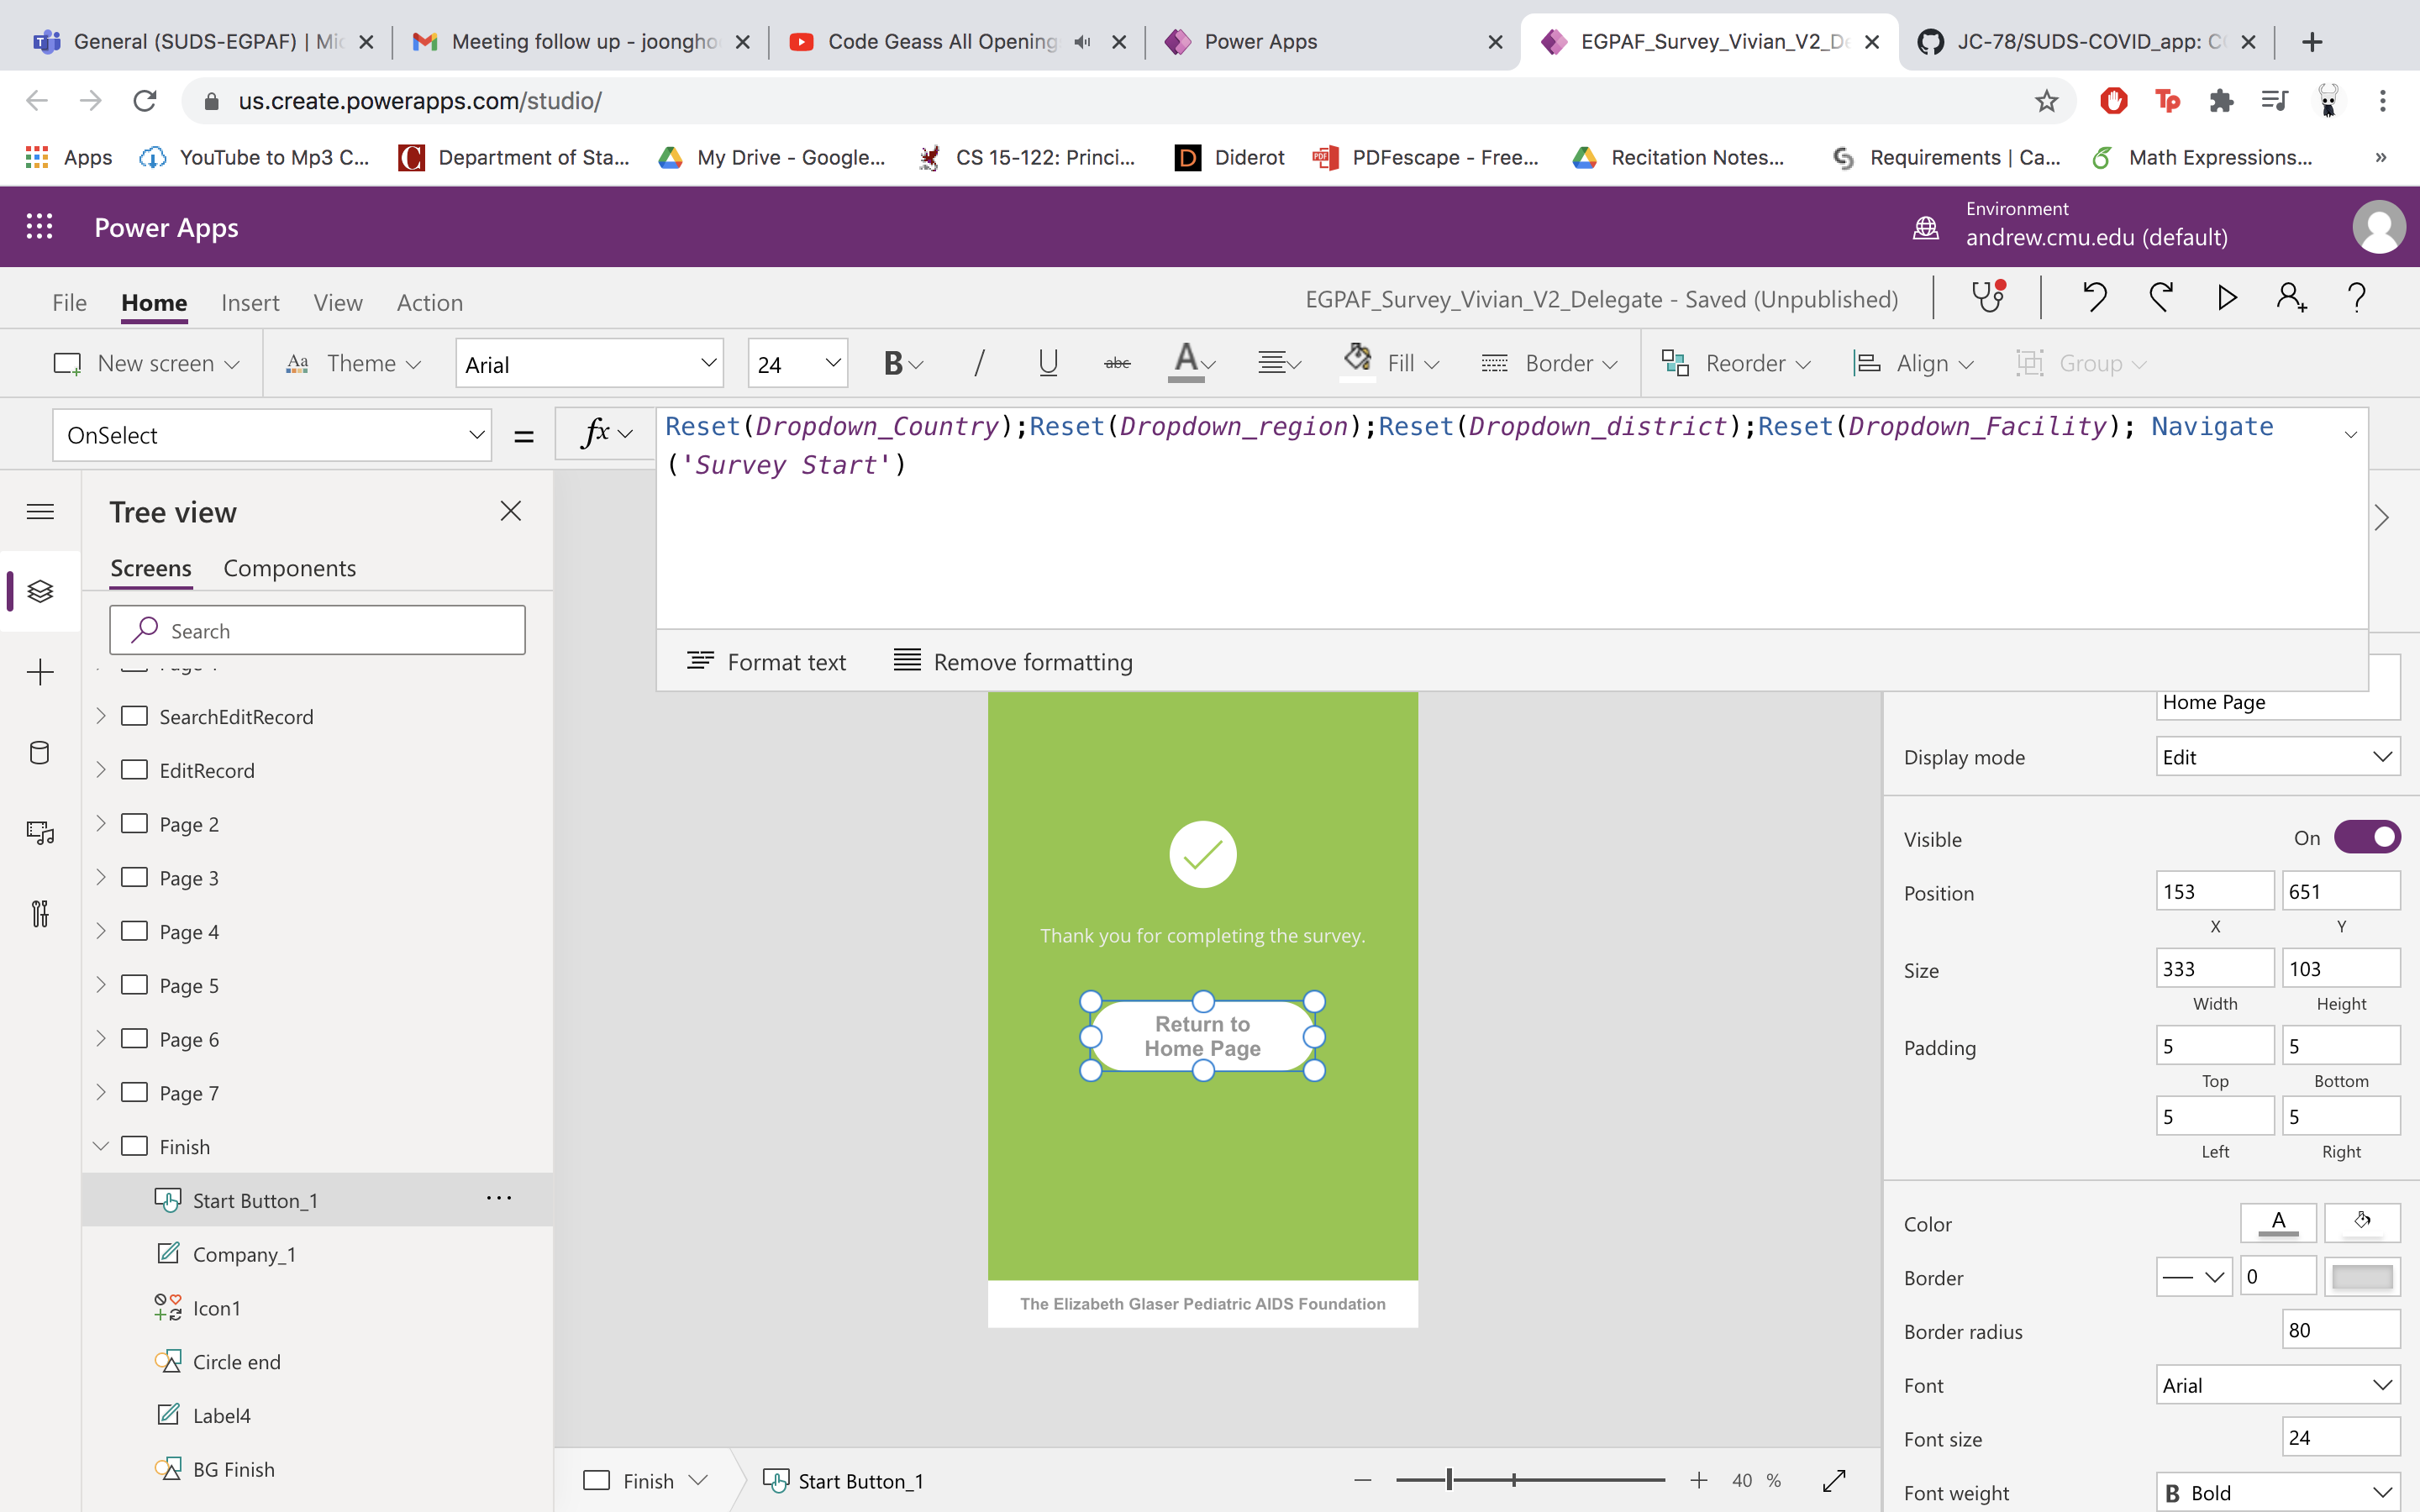 General (SUDS-EGPAF) | Mic
Meeting follow up - joongho
Code Geass All Opening
Power Apps
EGPAF_Survey_Vivian_V2_De
JC-78/SUDS-COVID_app: C
us.create.powerapps.com/studio/
Apps
YouTube to Mp3 C...
Department of Sta...
My Drive - Google...
CS 15-122: Princi...
Diderot
PDFescape - Free...
Recitation Notes...
Requirements | Ca...
Math Expressions...
»
Power Apps
Environment
andrew.cmu.edu (default)
File
Home
Insert
View
Action
EGPAF_Survey_Vivian_V2_Delegate - Saved (Unpublished)
New screen
Theme
Arial
24
B
abc
Fill
Border
Reorder
Align
Group
OnSelect
=
fx
Reset(Dropdown_Country);Reset(Dropdown_region);Reset(Dropdown_district);Reset(Dropdown_Facility); Navigate
('Survey Start')
Format text
Remove formatting
Tree view
Screens
Components
Search
SearchEditRecord
EditRecord
Page 2
Page 3
Page 4
Page 5
Page 6
Page 7
Finish
Start Button_1
...
Company_1
Icon1
Circle end
Label4
BG Finish
Thank you for completing the survey.
Return to
Home Page
The Elizabeth Glaser Pediatric AIDS Foundation
Finish
Start Button_1
40 %
Home Page
Display mode
Edit
Visible
On
Position
153
651
X
Y
Size
333
103
Width
Height
Padding
5
5
Top
Bottom
5
5
Left
Right
Color
A
Border
0
Border radius
80
Font
Arial
Font size
24
Font weight
B Bold